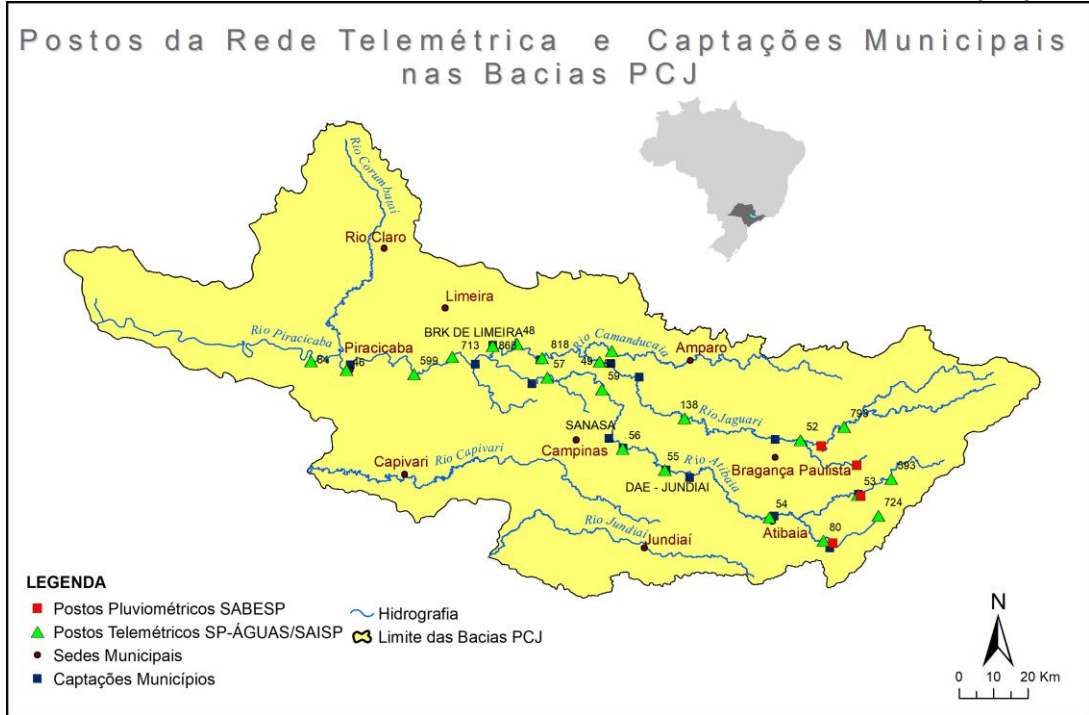 Postos da Rede Telemétrica e Captações Municipais
nas Bacias PCJ
Rio Corumbataí
Rio Claro
Limeira
BRK DE LIMEIRA
48
Rio Camanducaia
Rio Piracicaba
Piracicaba
713
818
Amparo
64
46
599
57
49
59
138
Rio Jaguari
52
799
SANASA
56
Campinas
Rio Capivari
Capivari
55
Rio Atibaia
Bragança Paulista
DAE - JUNDIAI
53
593
54
724
Rio Jundiaí
Atibaia
80
Jundiaí
LEGENDA
Postos Pluviométricos SABESP
Hidrografia
Postos Telemétricos SP-ÁGUAS/SAISP
Limite das Bacias PCJ
Sedes Municipais
Captações Municípios
N
0 10 20 Km